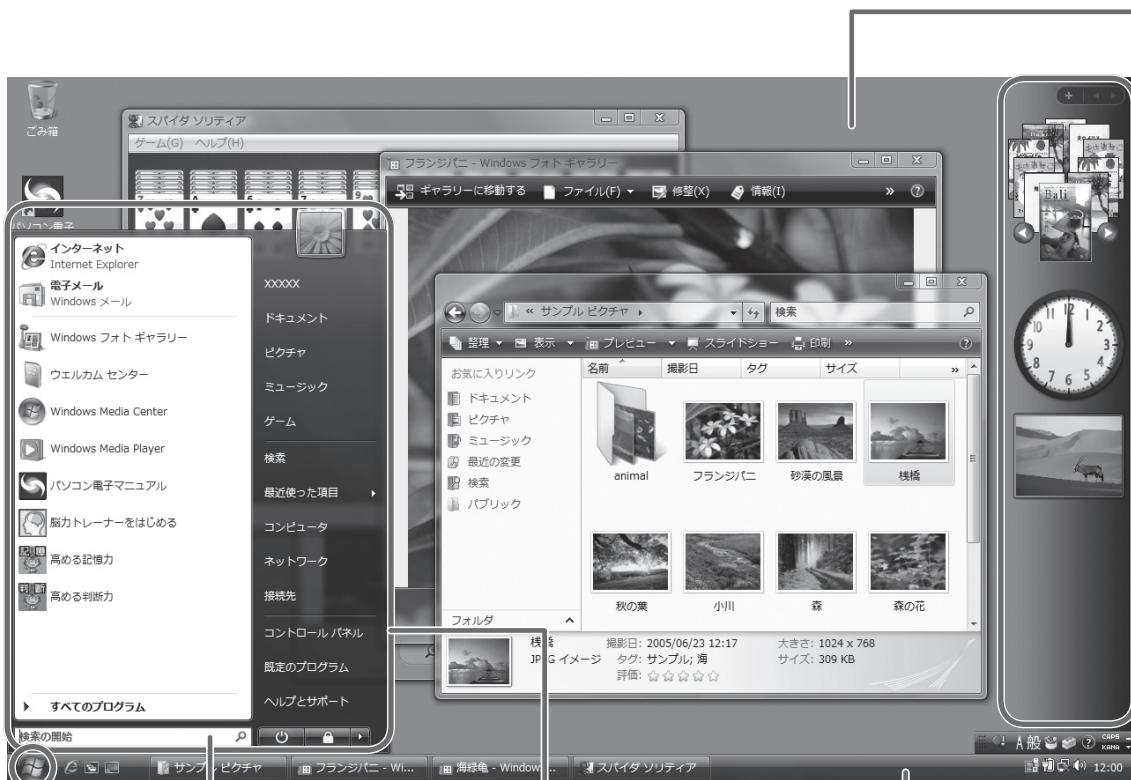 ごみ箱
スパイダ ソリティア
ゲーム(G) ヘルプ(H)
フランジパニ - Windows フォト ギャラリー
ギャラリーに移動する ファイル(F) 修整(X) 情報(I) »
インターネット
Internet Explorer
電子メール
Windows メール
Windows フォト ギャラリー
ウェルカム センター
Windows Media Center
Windows Media Player
パソコン電子マニュアル
脳力トレーナーをはじめる
高める記憶力
高める判断力
すべてのプログラム
検索の開始
XXXXX
ドキュメント
ピクチャ
ミュージック
ゲーム
検索
最近使った項目
コンピュータ
ネットワーク
接続先
コントロール パネル
既定のプログラム
ヘルプとサポート
« サンプル ピクチャ
検索
整理 表示 プレビュー スライドショー 印刷 »
お気に入りリンク
ドキュメント
ピクチャ
ミュージック
最近の変更
検索
パブリック
フォルダ
名前 撮影日 タグ サイズ »
animal フランジパニ 砂漠の風景 桟橋
秋の葉 小川 森 森の花
撮影日: 2005/06/23 12:17 大きさ: 1024 x 768
イメージ タグ: サンプル; 海 サイズ: 309 KB
評価: ☆☆☆☆☆
Bali
12 1 2 3 4 5 6 7 8 9 10 11
A 般 CAPS KANA
サンプル ピクチャ フランジパニ - Wi... 海緑亀 - Window... スパイダ ソリティア
12:00